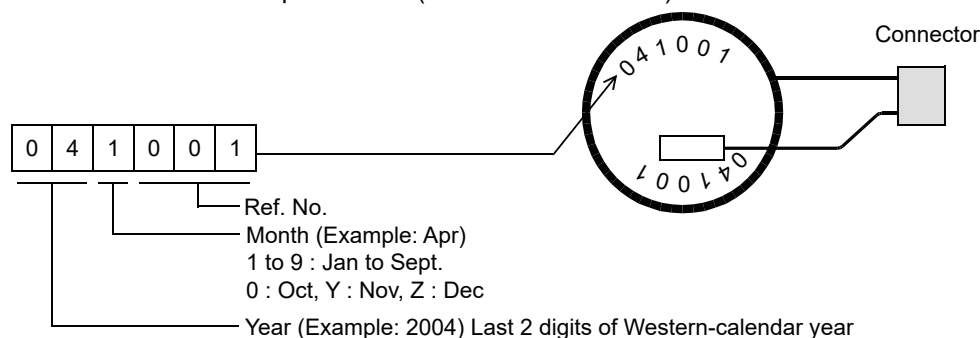 Connector
041001
041001
0 4 1 0 0 1
Ref. No.
Month (Example: Apr)
1 to 9 : Jan to Sept.
0 : Oct, Y : Nov, Z : Dec
Year (Example: 2004) Last 2 digits of Western-calendar year